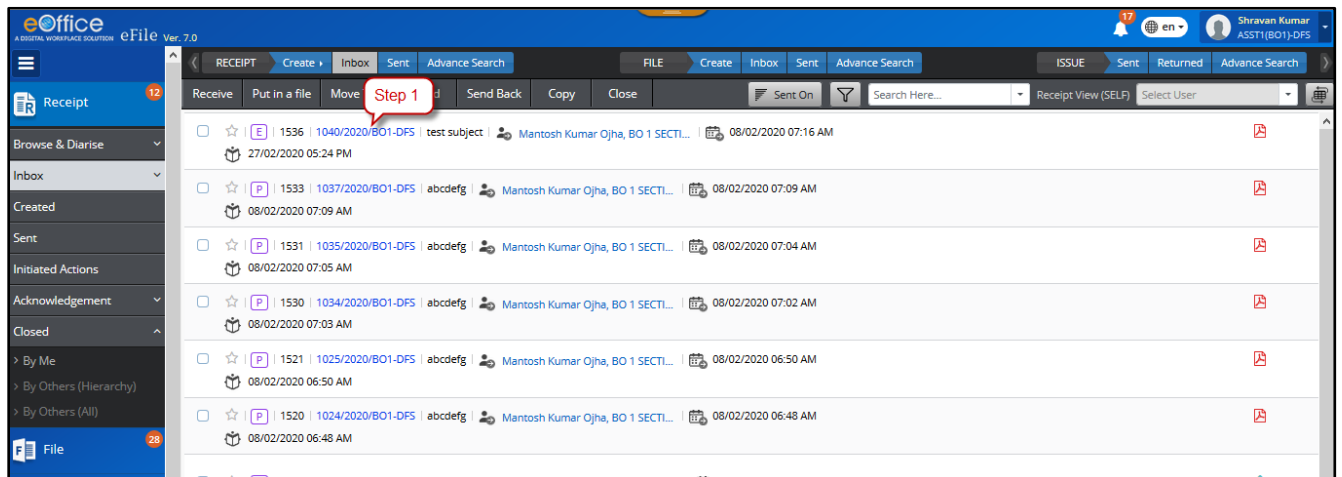 eOffice
A DIGITAL WORKPLACE SOLUTION eFile Ver. 7.0
17 en Shravan Kumar
ASST1(BO1)-DFS
RECEIPT Create Inbox Sent Advance Search FILE Create Inbox Sent Advance Search ISSUE Sent Returned Advance Search
Receipt 12
Receive Put in a file Move Step 1 Send Back Copy Close Sent On Search Here... Receipt View (SELF) Select User
Browse & Diarise
Inbox
Created
Sent
Initiated Actions
Acknowledgement
Closed
> By Me
> By Others (Hierarchy)
> By Others (All)
File 28
E 1536 1040/2020/BO1-DFS test subject Mantosh Kumar Ojha, BO 1 SECTI... 08/02/2020 07:16 AM
27/02/2020 05:24 PM
P 1533 1037/2020/BO1-DFS abcdefg Mantosh Kumar Ojha, BO 1 SECTI... 08/02/2020 07:09 AM
08/02/2020 07:09 AM
P 1531 1035/2020/BO1-DFS abcdefg Mantosh Kumar Ojha, BO 1 SECTI... 08/02/2020 07:04 AM
08/02/2020 07:05 AM
P 1530 1034/2020/BO1-DFS abcdefg Mantosh Kumar Ojha, BO 1 SECTI... 08/02/2020 07:02 AM
08/02/2020 07:03 AM
P 1521 1025/2020/BO1-DFS abcdefg Mantosh Kumar Ojha, BO 1 SECTI... 08/02/2020 06:50 AM
08/02/2020 06:50 AM
P 1520 1024/2020/BO1-DFS abcdefg Mantosh Kumar Ojha, BO 1 SECTI... 08/02/2020 06:48 AM
08/02/2020 06:48 AM